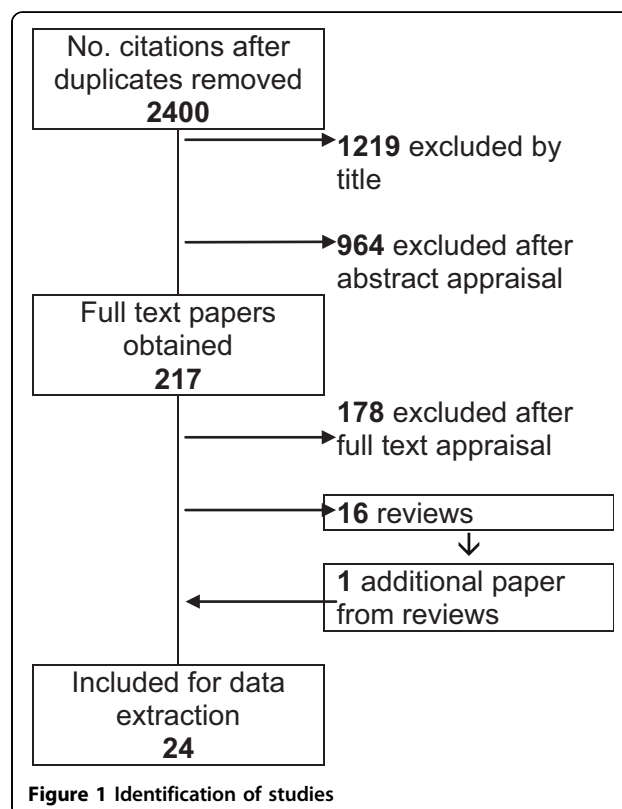 No. citations after
duplicates removed
2400
1219 excluded by
title
964 excluded after
abstract appraisal
Full text papers
obtained
217
178 excluded after
full text appraisal
16 reviews
1 additional paper
from reviews
Included for data
extraction
24
Figure 1 Identification of studies